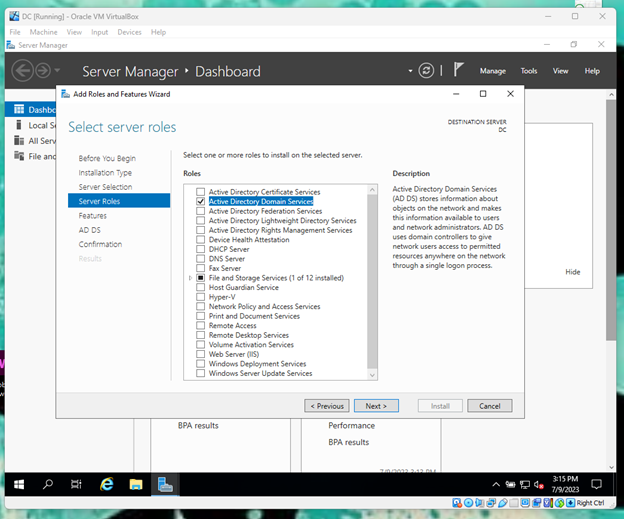 DC [Running] - Oracle VM VirtualBox
File Machine View Input Devices Help
Server Manager
Server Manager • Dashboard
Manage Tools View Help
Dashbo
Local Se
All Serv
File and
Add Roles and Features Wizard
Select server roles
DESTINATION SERVER
DC
Before You Begin
Installation Type
Server Selection
Server Roles
Features
AD DS
Confirmation
Results
Select one or more roles to install on the selected server.
Roles
Active Directory Certificate Services
Active Directory Domain Services
Active Directory Federation Services
Active Directory Lightweight Directory Services
Active Directory Rights Management Services
Device Health Attestation
DHCP Server
DNS Server
Fax Server
File and Storage Services (1 of 12 installed)
Host Guardian Service
Hyper-V
Network Policy and Access Services
Print and Document Services
Remote Access
Remote Desktop Services
Volume Activation Services
Web Server (IIS)
Windows Deployment Services
Windows Server Update Services
Description
Active Directory Domain Services
(AD DS) stores information about
objects on the network and makes
this information available to users
and network administrators. AD DS
uses domain controllers to give
network users access to permitted
resources anywhere on the network
through a single logon process.
Hide
< Previous Next > Install Cancel
BPA results
Performance
BPA results
7/9/2023 3:13 PM
3:15 PM
7/9/2023
Right Ctrl